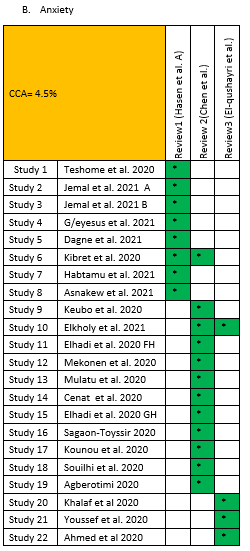 B. Anxiety
CCA= 4.5%
Review1 (Hasen et al. A)
Review 2(Chen et al.)
Review3 (El-qushayri et al.)
Study 1 Teshome et al. 2020 *
Study 2 Jemal et al. 2021 A *
Study 3 Jemal et al. 2021 B *
Study 4 G/eyesus et al. 2021 *
Study 5 Dagne et al. 2021 *
Study 6 Kibret et al. 2020 * *
Study 7 Habtamu et al. 2021 *
Study 8 Asnakew et al. 2021 *
Study 9 Keubo et al. 2020 *
Study 10 Elkholy et al. 2021 * *
Study 11 Elhadi et al. 2020 FH *
Study 12 Mekonen et al. 2020 *
Study 13 Mulatu et al. 2020 *
Study 14 Cenat et al. 2020 *
Study 15 Elhadi et al. 2020 GH *
Study 16 Sagaon-Toyssir 2020 *
Study 17 Kounou et al. 2020 *
Study 18 Souilhi et al. 2020 *
Study 19 Agberotimi 2020 *
Study 20 Khalaf et al 2020 *
Study 21 Youssef et al. 2020 *
Study 22 Ahmed et al 2020 *